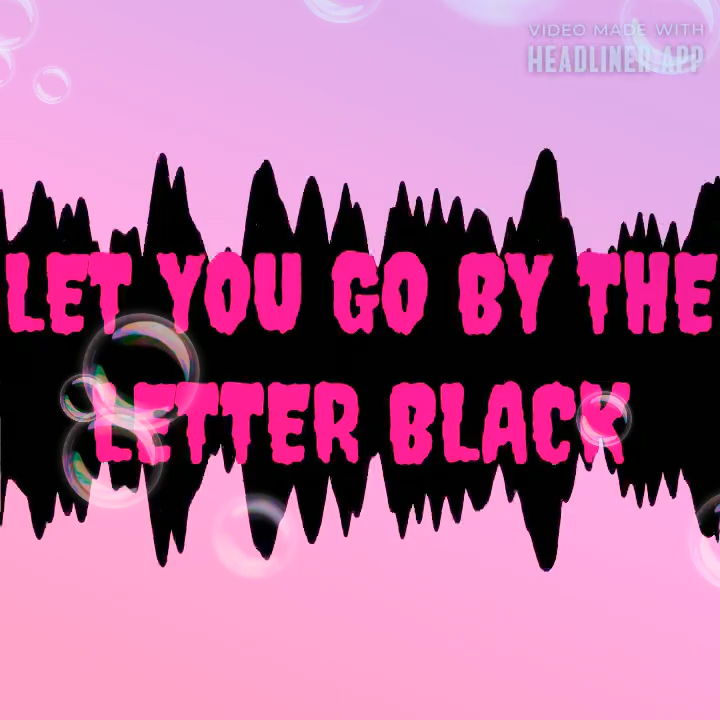 VIDEO MADE WITH
HEADLINER.APP
LET YOU GO BY THE
LETTER BLACK